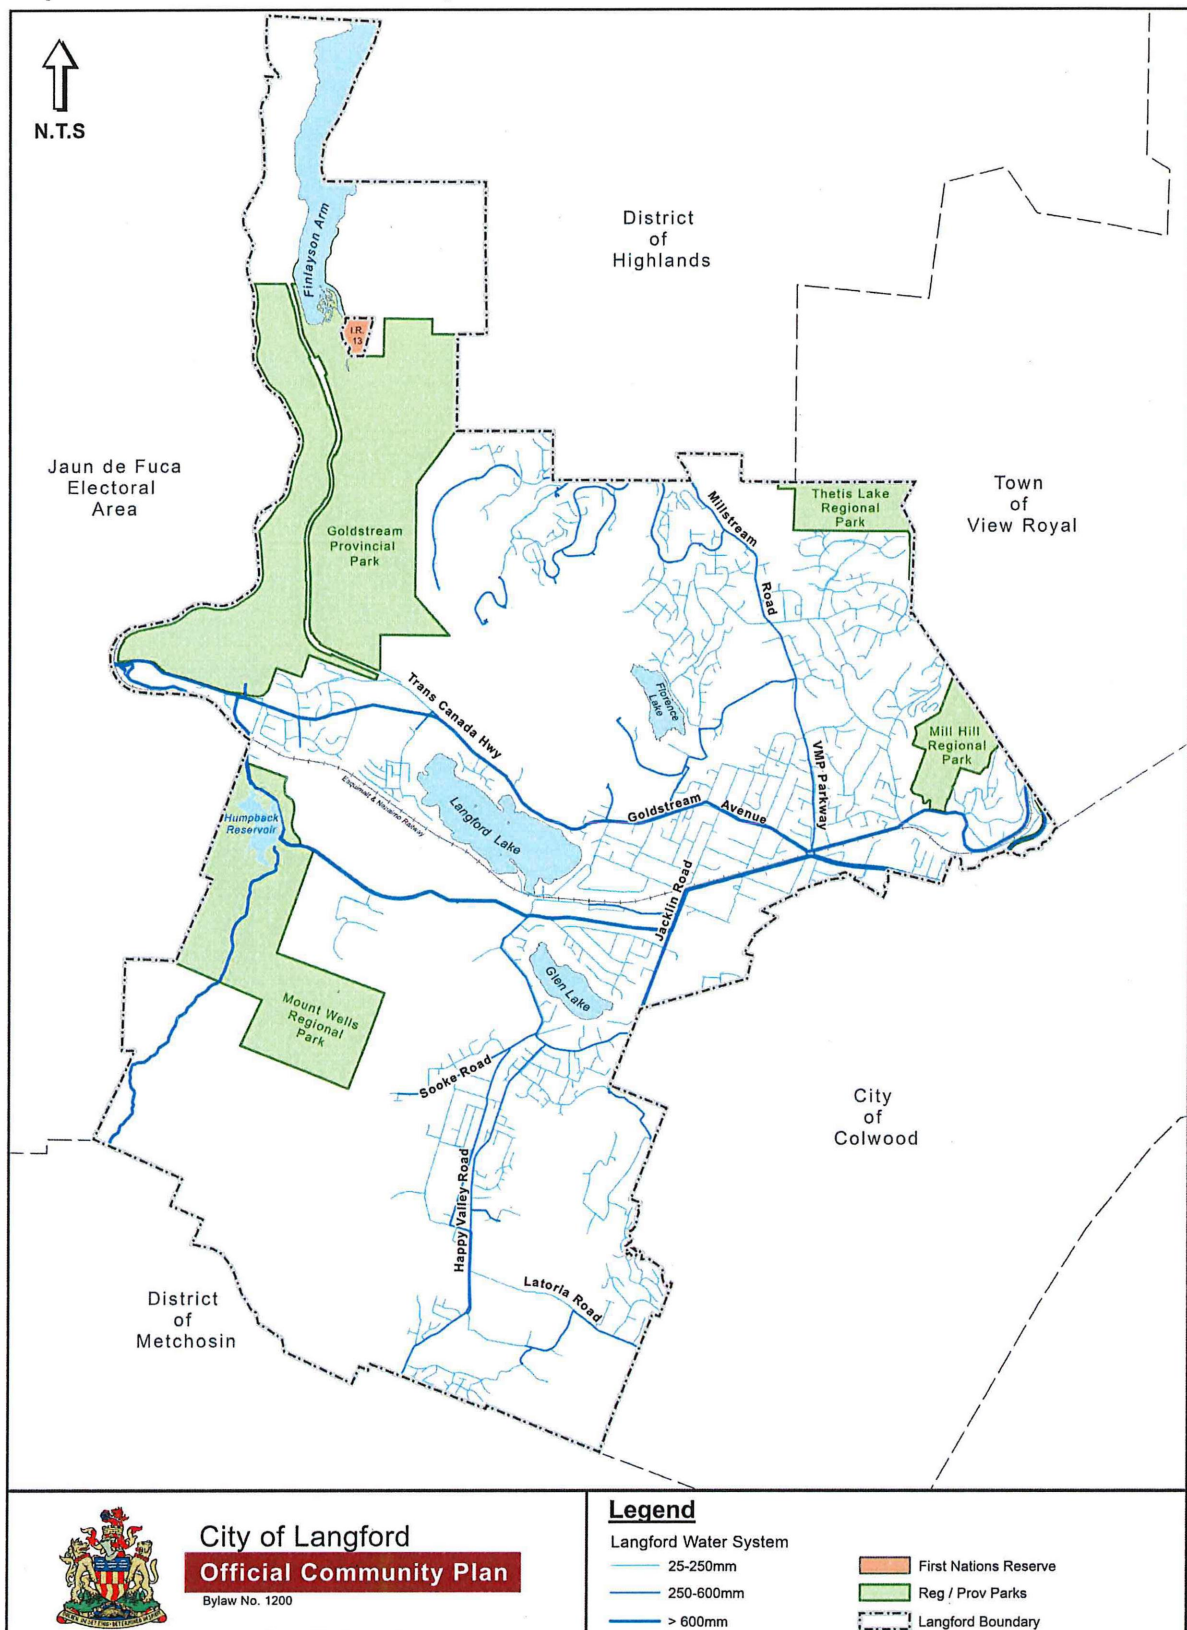 N.T.S
Finlayson Arm
District
of
Highlands
I.R.
13
Jaun de Fuca
Electoral
Area
Goldstream
Provincial
Park
Millstream
Road
Thetis Lake
Regional
Park
Town
of
View Royal
Trans Canada Hwy
Florence
Lake
Mill Hill
Regional
Park
VMP Parkway
Esquimalt & Nanaimo Railway
Langford Lake
Goldstream
Avenue
Humpback
Reservoir
Jacklin Road
Glen Lake
Mount Wells
Regional
Park
Sooke Road
City
of
Colwood
Happy Valley Road
Latoria Road
District
of
Metchosin
City of Langford
Official Community Plan
Bylaw No. 1200
Legend
Langford Water System
25-250mm
250-600mm
> 600mm
First Nations Reserve
Reg / Prov Parks
Langford Boundary